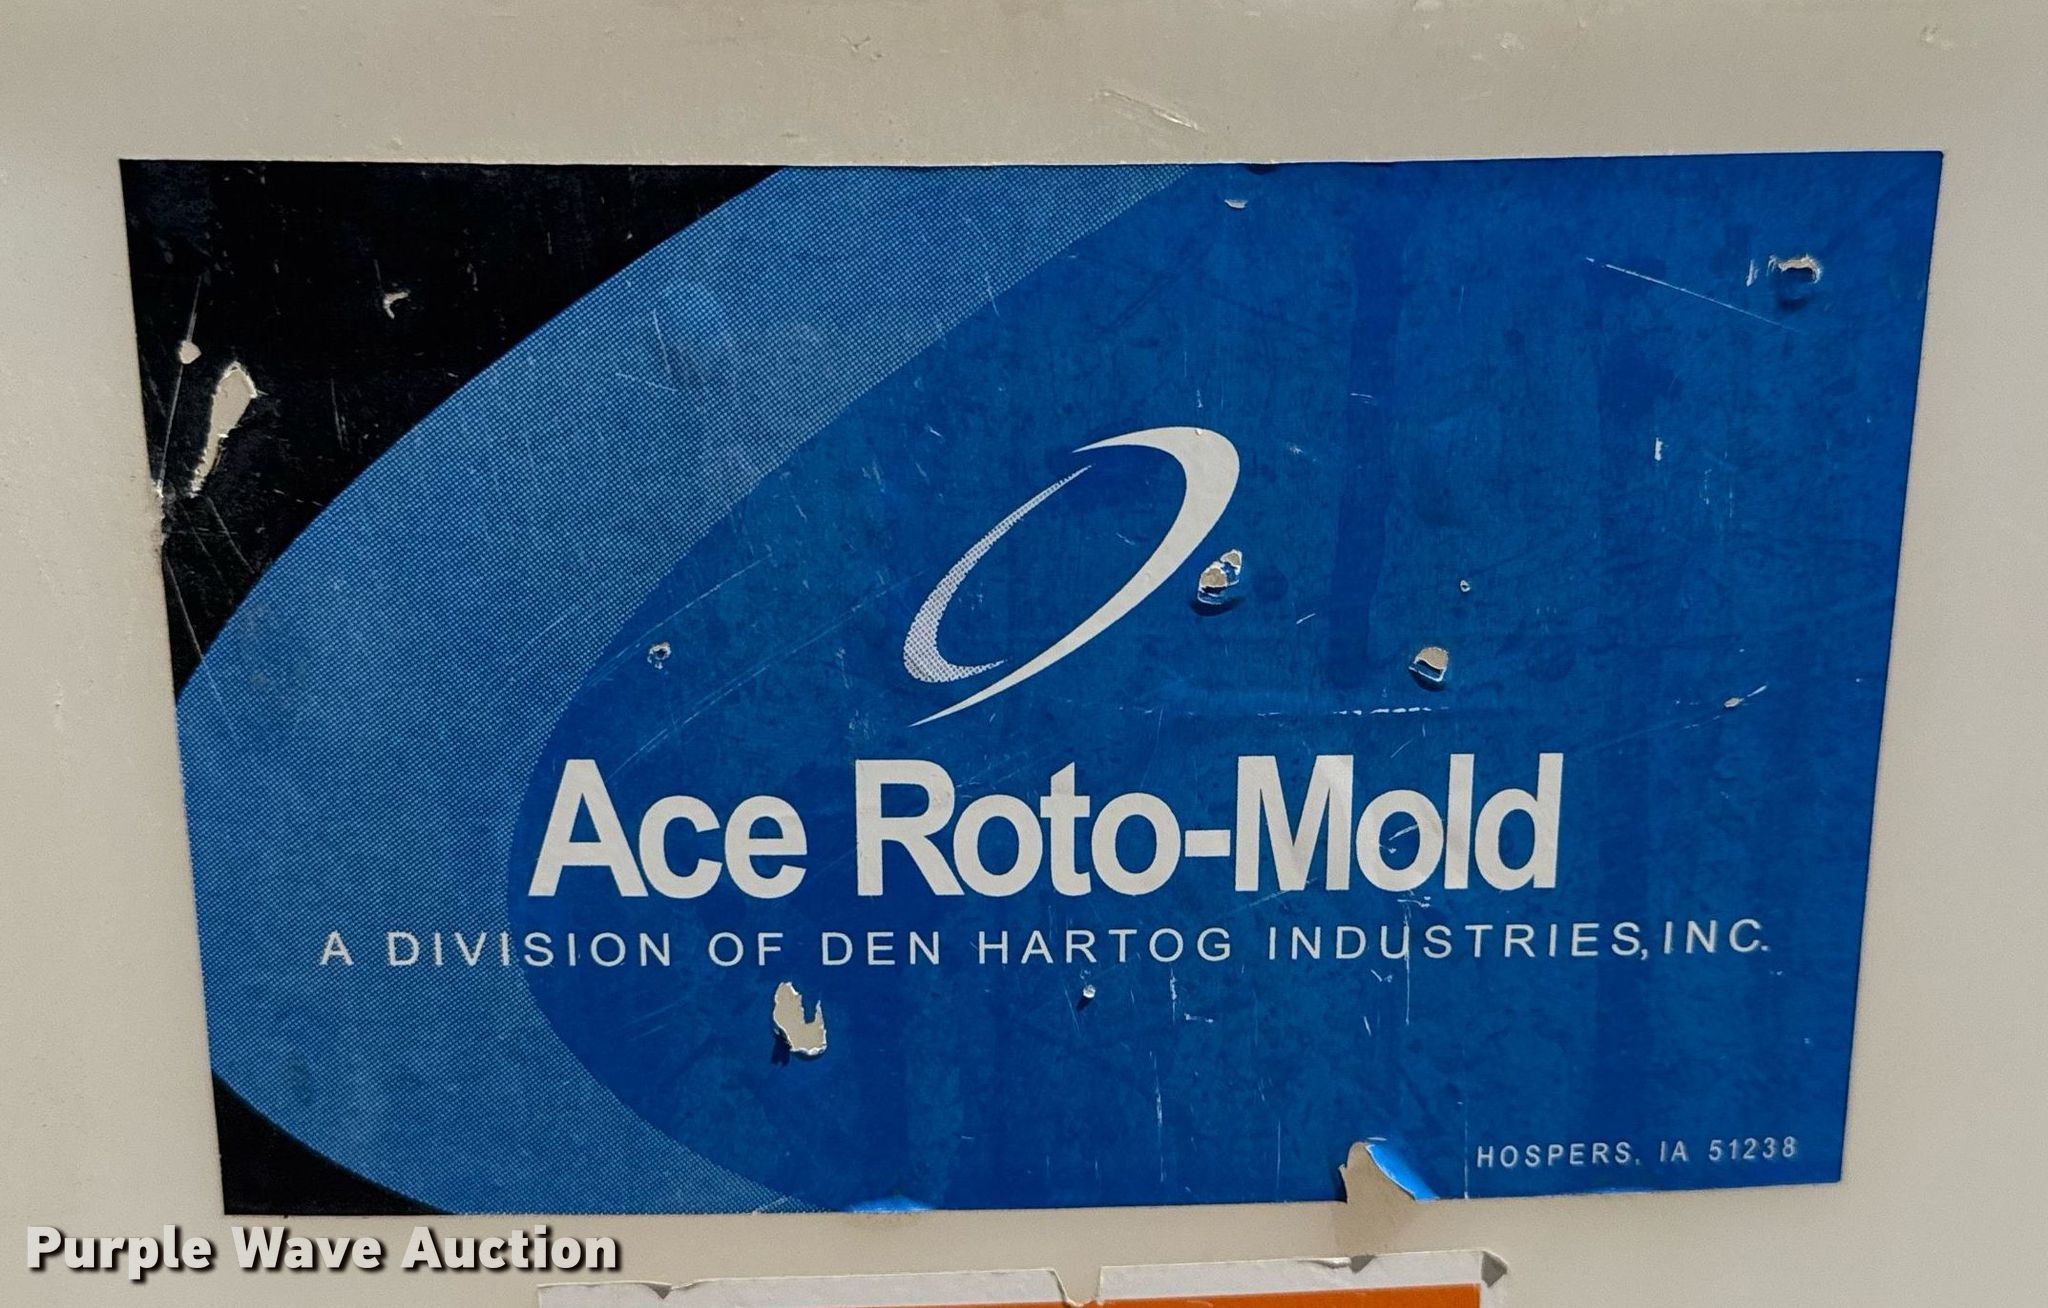 Ace Roto-Mold
A DIVISION OF DEN HARTOG INDUSTRIES, INC.
HOSPERS, IA 51238
Purple Wave Auction